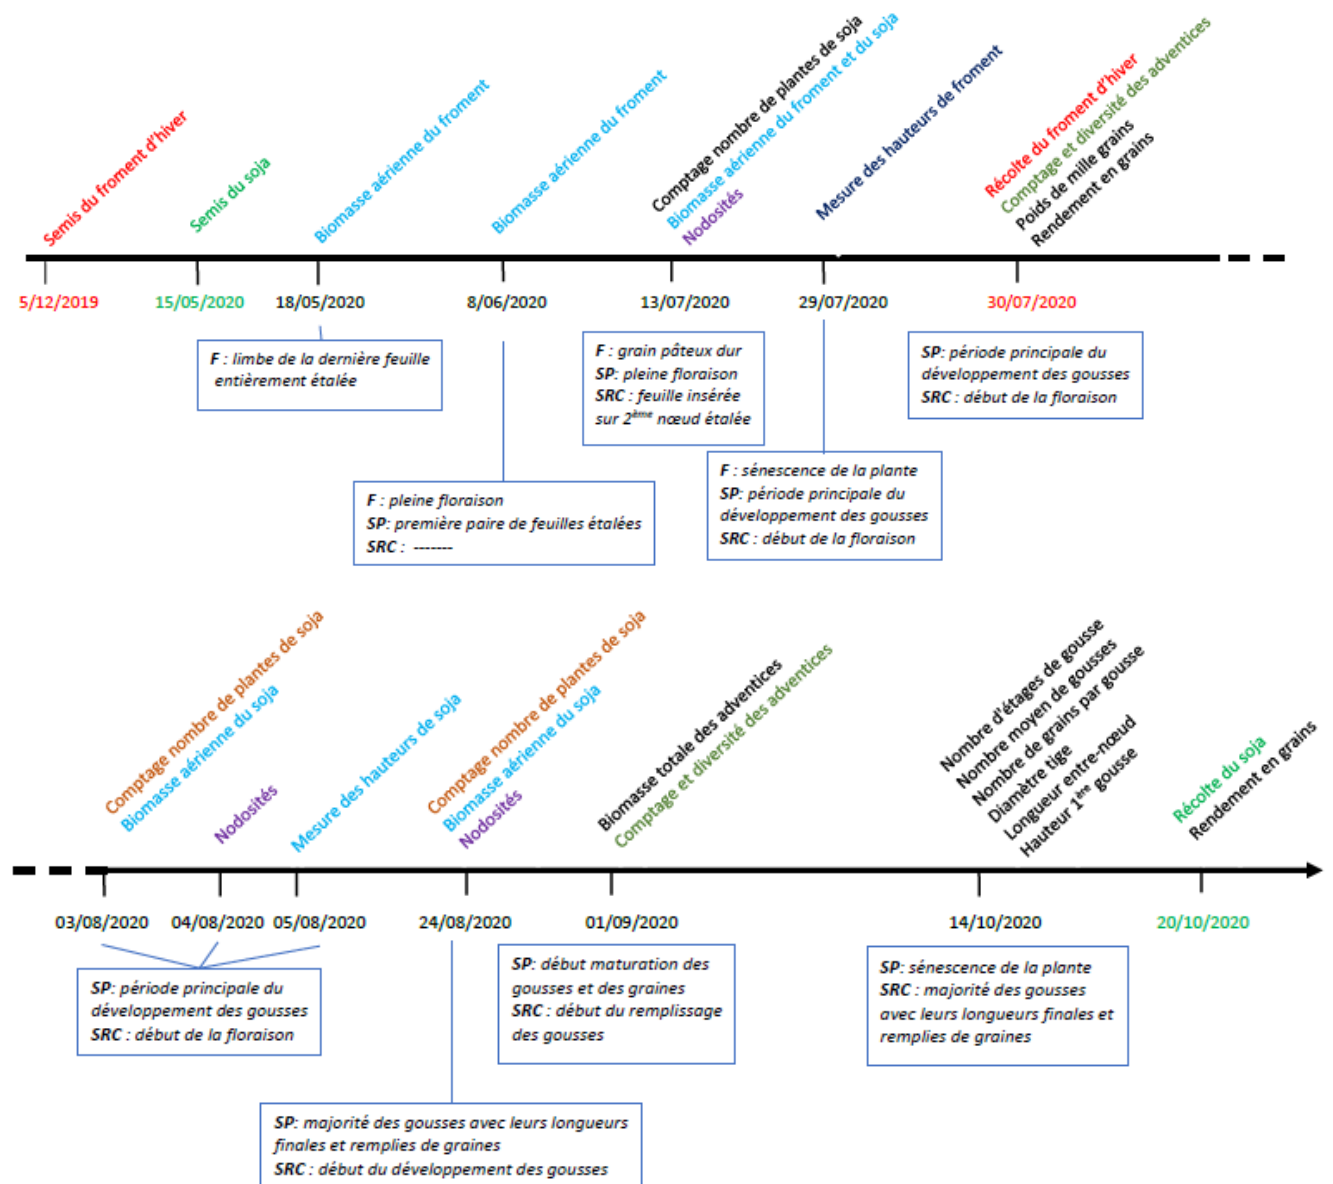 Semis du froment d'hiver
Semis du soja
Biomasse aérienne du froment
Biomasse aérienne du froment
Comptage nombre de plantes de soja
Biomasse aérienne du froment et du soja
Nodosités
Mesure des hauteurs de froment
Récolte du froment d'hiver
Comptage et diversité des adventices
Poids de mille grains
Rendement en grains
5/12/2019
15/05/2020
18/05/2020
8/06/2020
13/07/2020
29/07/2020
30/07/2020
F : limbe de la dernière feuille
entièrement étalée
F : pleine floraison
SP: première paire de feuilles étalées
SRC : -------
F : grain pâteux dur
SP: pleine floraison
SRC : feuille insérée
sur 2ème nœud étalée
F : sénescence de la plante
SP: période principale du
développement des gousses
SRC : début de la floraison
SP: période principale du
développement des gousses
SRC : début de la floraison
Comptage nombre de plantes de soja
Biomasse aérienne du soja
Nodosités
Mesure des hauteurs de soja
Comptage nombre de plantes de soja
Biomasse aérienne du soja
Nodosités
Biomasse totale des adventices
Comptage et diversité des adventices
Nombre d'étages de gousse
Nombre moyen de gousses
Nombre de grains par gousse
Diamètre tige
Longueur entre-nœud
Hauteur 1ère gousse
Récolte du soja
Rendement en grains
03/08/2020
04/08/2020
05/08/2020
24/08/2020
01/09/2020
14/10/2020
20/10/2020
SP: période principale du
développement des gousses
SRC : début de la floraison
SP: majorité des gousses avec leurs longueurs
finales et remplies de graines
SRC : début du développement des gousses
SP: début maturation des
gousses et des graines
SRC : début du remplissage
des gousses
SP: sénescence de la plante
SRC : majorité des gousses
avec leurs longueurs finales et
remplies de graines